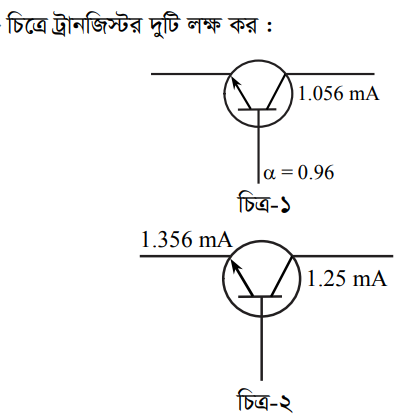 চিত্রে ট্রানজিস্টর দুটি লক্ষ কর :
1.056 mA
α = 0.96
চিত্র-১
1.356 mA
1.25 mA
চিত্র-২